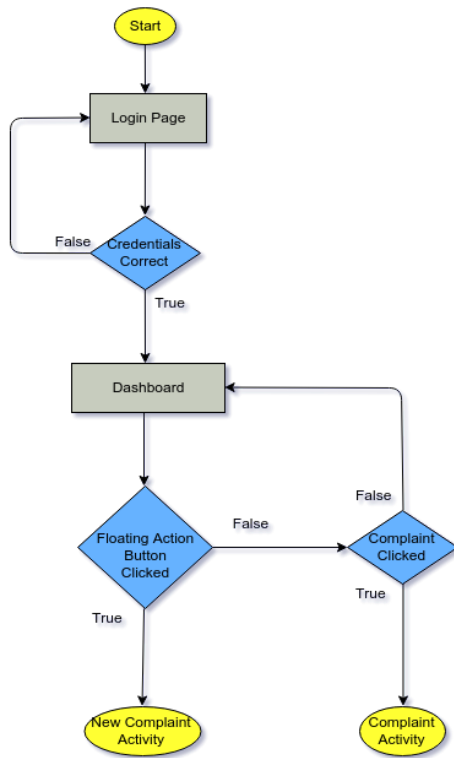 Start
Login Page
False
Credentials
Correct
True
Dashboard
False
False
Floating Action
Button
Clicked
Complaint
Clicked
True
True
New Complaint
Activity
Complaint
Activity